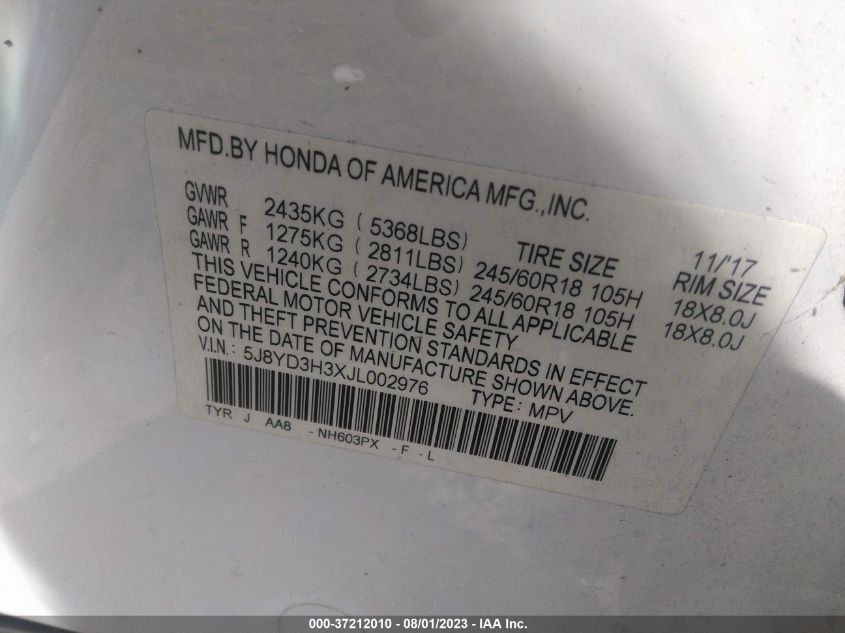 MFD.BY HONDA OF AMERICA MFG.,INC.
11/'17
GVWR 2435KG ( 5368LBS) TIRE SIZE RIM SIZE
GAWR F 1275KG ( 2811LBS) 245/60R18 105H 18X8.0J
GAWR R 1240KG ( 2734LBS) 245/60R18 105H 18X8.0J
THIS VEHICLE CONFORMS TO ALL APPLICABLE
FEDERAL MOTOR VEHICLE SAFETY
AND THEFT PREVENTION STANDARDS IN EFFECT
ON THE DATE OF MANUFACTURE SHOWN ABOVE.
V.I.N.: 5J8YD3H3XJL002976 TYPE: MPV
TYR J AA8 -NH603PX -F -L
000-37212010 - 08/01/2023 - IAA Inc.